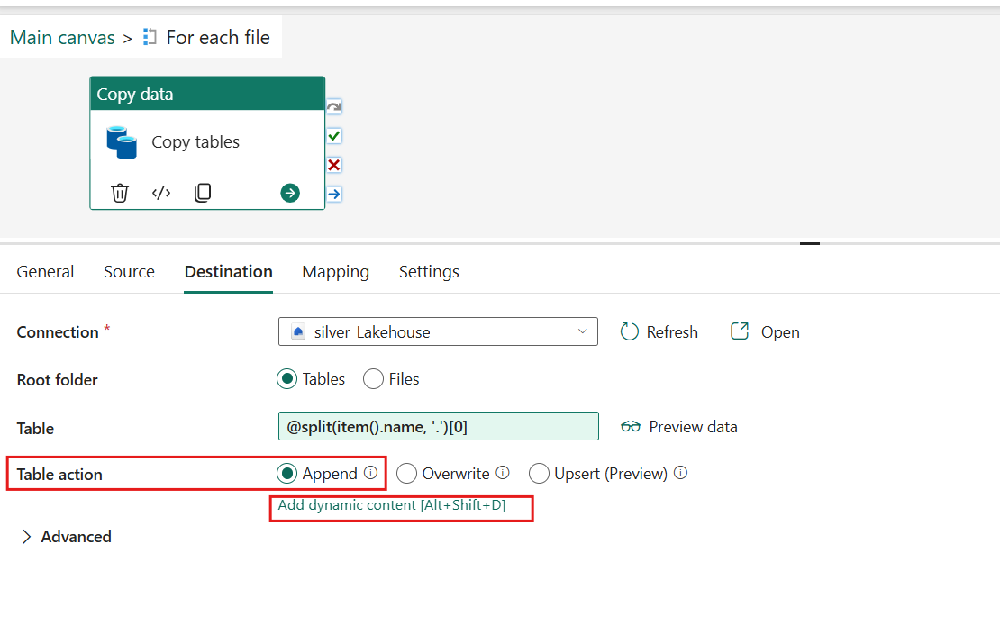 Main canvas > For each file
Copy data
Copy tables
General Source Destination Mapping Settings
Connection * silver_Lakehouse Refresh Open
Root folder Tables Files
Table @split(item().name, '.')[0] Preview data
Table action Append Overwrite Upsert (Preview)
Add dynamic content [Alt+Shift+D]
Advanced